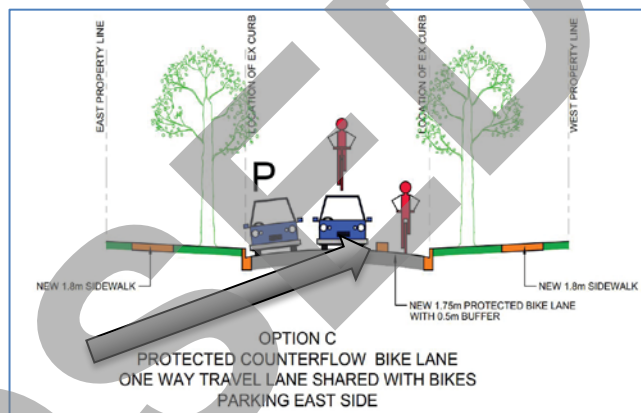 EAST PROPERTY LINE
LOCATION OF EX CURB
LOCATION OF EX CURB
WEST PROPERTY LINE
P
NEW 1.8m SIDEWALK
NEW 1.75m PROTECTED BIKE LANE
WITH 0.5m BUFFER
NEW 1.8m SIDEWALK
OPTION C
PROTECTED COUNTERFLOW BIKE LANE
ONE WAY TRAVEL LANE SHARED WITH BIKES
PARKING EAST SIDE